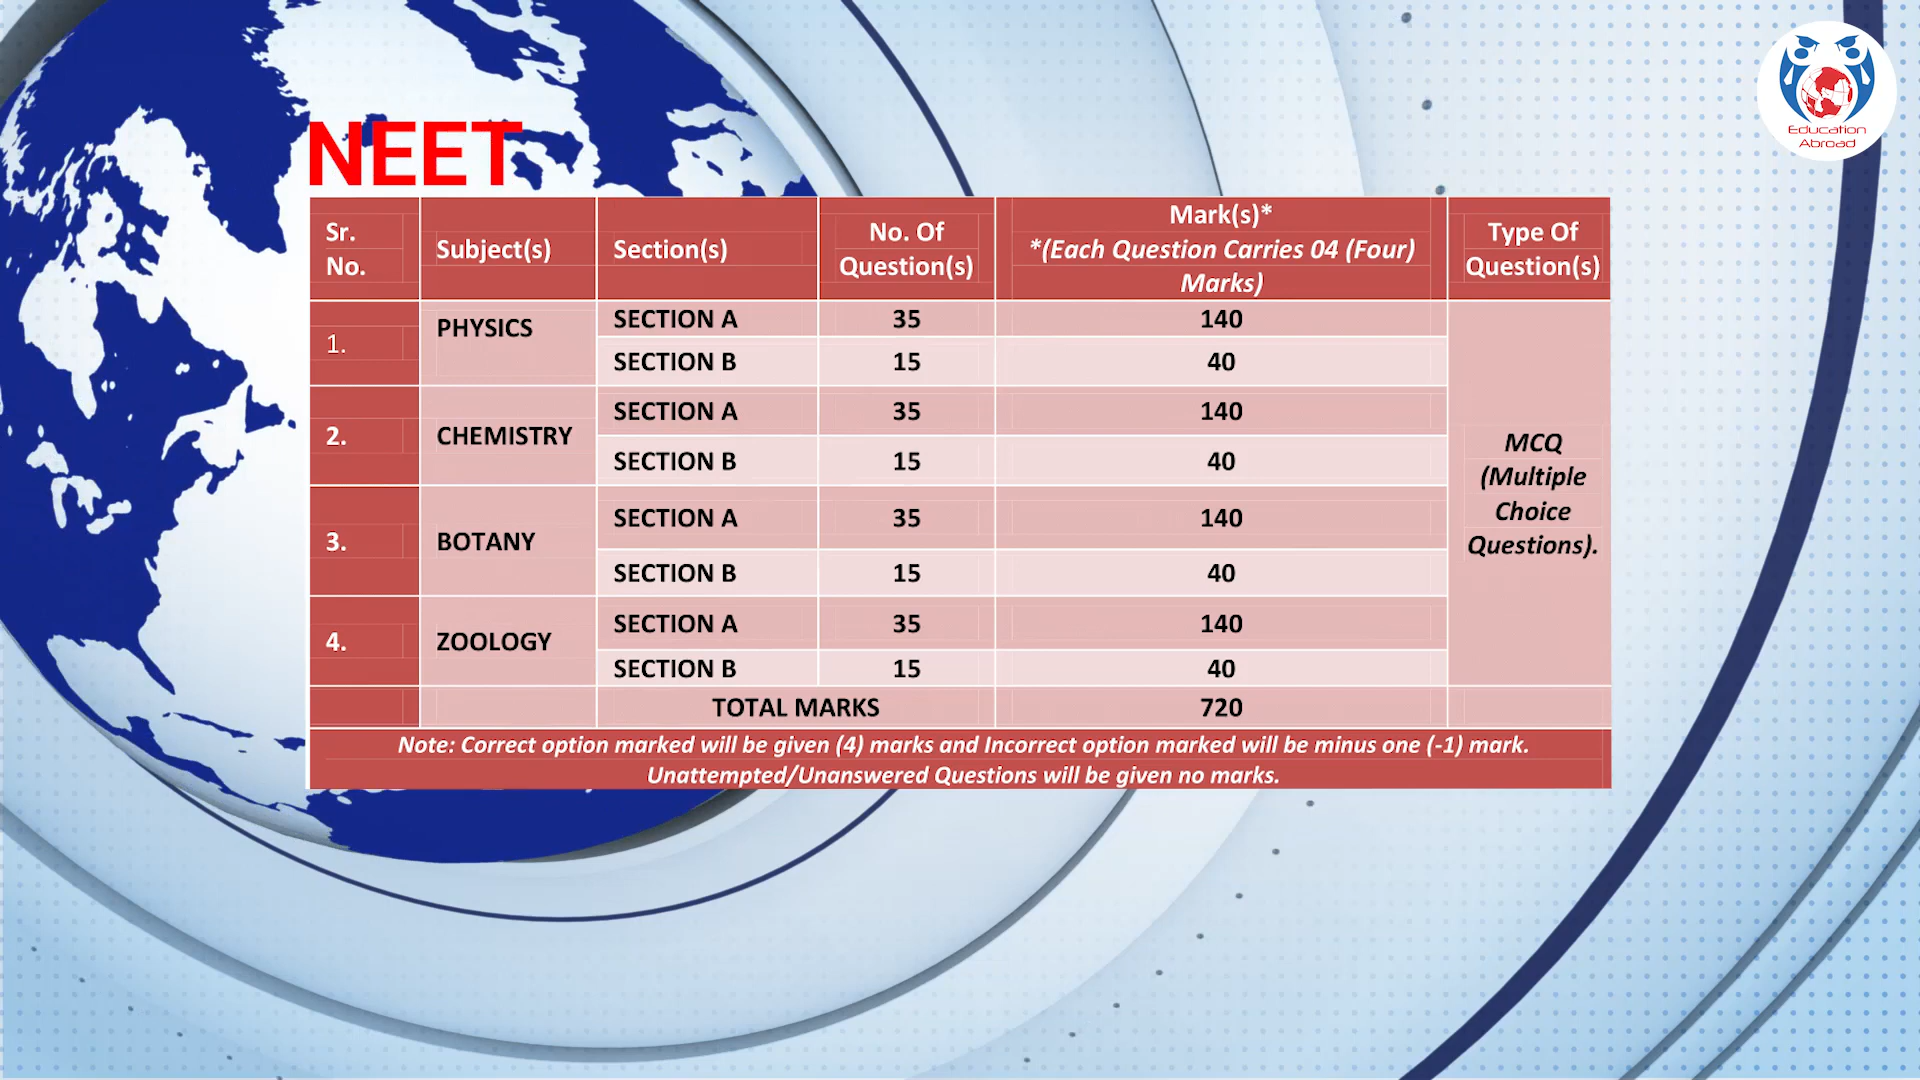 Education
Abroad
NEET
Sr. No. Subject(s) Section(s) No. Of Question(s) Mark(s)* *(Each Question Carries 04 (Four) Marks) Type Of Question(s)
1. PHYSICS SECTION A 35 140
SECTION B 15 40
2. CHEMISTRY SECTION A 35 140
SECTION B 15 40
3. BOTANY SECTION A 35 140
SECTION B 15 40
4. ZOOLOGY SECTION A 35 140
SECTION B 15 40
MCQ
(Multiple
Choice
Questions).
TOTAL MARKS 720
Note: Correct option marked will be given (4) marks and Incorrect option marked will be minus one (-1) mark.
Unattempted/Unanswered Questions will be given no marks.